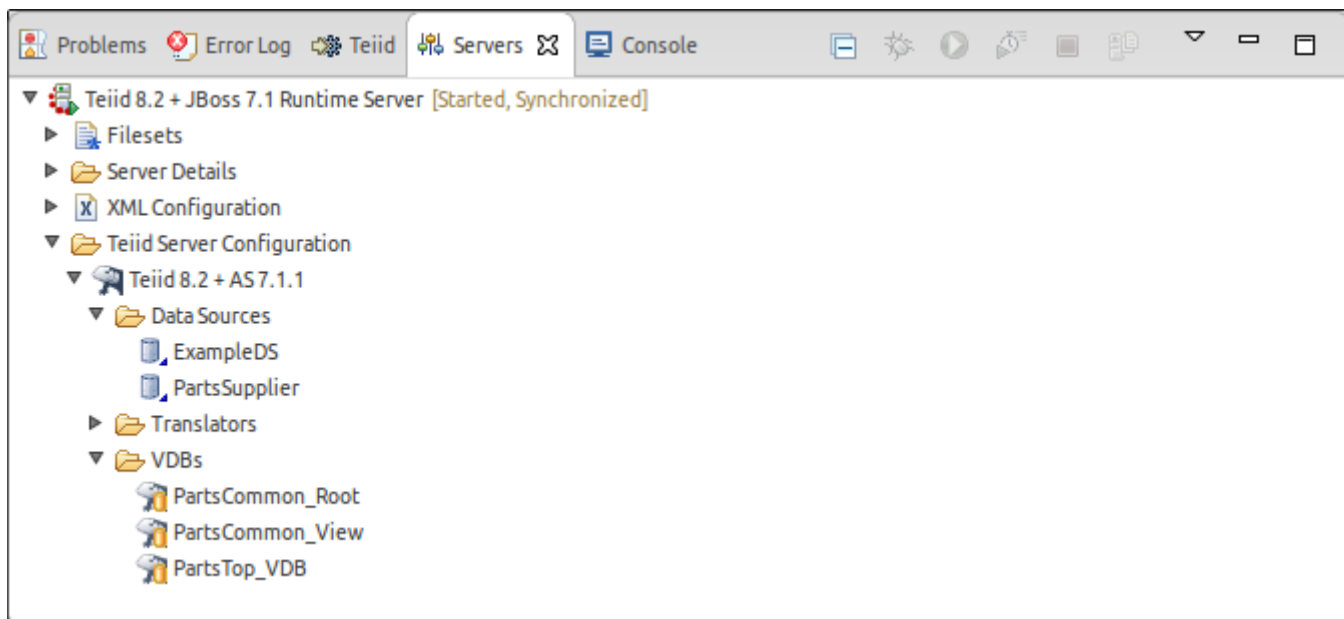 Problems Error Log Teiid Servers Console
Teiid 8.2 + JBoss 7.1 Runtime Server [Started, Synchronized]
Filesets
Server Details
XML Configuration
Teiid Server Configuration
Teiid 8.2 + AS 7.1.1
Data Sources
ExampleDS
PartsSupplier
Translators
VDBs
PartsCommon_Root
PartsCommon_View
PartsTop_VDB